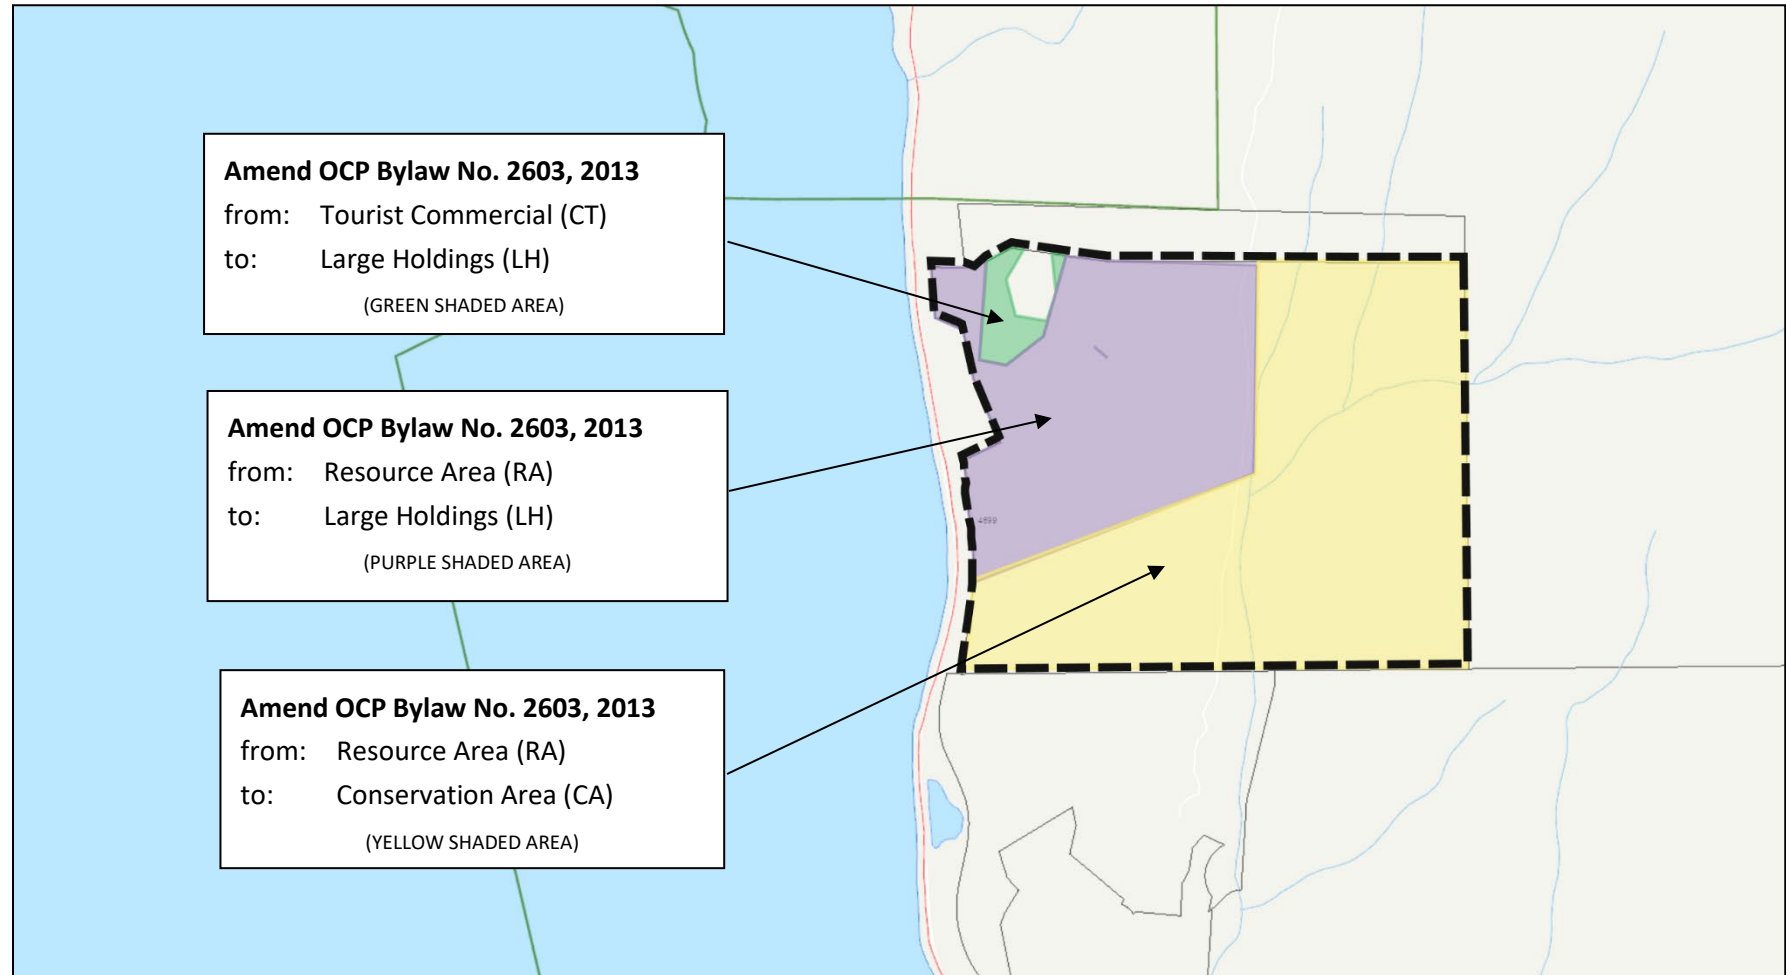 Amend OCP Bylaw No. 2603, 2013
from: Tourist Commercial (CT)
to: Large Holdings (LH)
(GREEN SHADED AREA)
Amend OCP Bylaw No. 2603, 2013
from: Resource Area (RA)
to: Large Holdings (LH)
(PURPLE SHADED AREA)
4899
Amend OCP Bylaw No. 2603, 2013
from: Resource Area (RA)
to: Conservation Area (CA)
(YELLOW SHADED AREA)